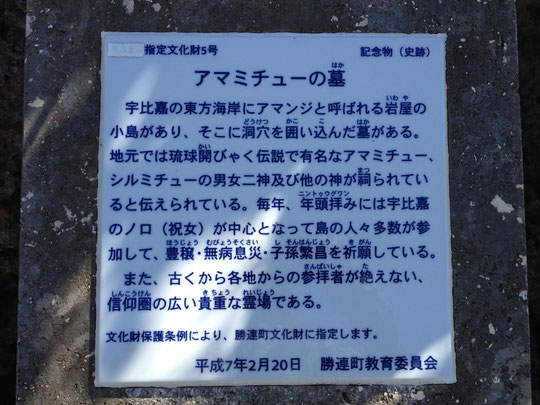 指定文化財5号 記念物（史跡）
アマミチューの墓
宇比嘉の東方海岸にアマンジと呼ばれる岩屋の
小島があり、そこに洞穴を囲い込んだ墓がある。
地元では琉球開びゃく伝説で有名なアマミチュー、
シルミチューの男女二神及び他の神が祠られてい
ると伝えられている。毎年、年頭拝みには宇比嘉
のノロ（祝女）が中心となって島の人々多数が参
加して、豊穣・無病息災・子孫繁昌を祈願している。
また、古くから各地からの参拝者が絶えない、
信仰圏の広い貴重な霊場である。
文化財保護条例により、勝連町文化財に指定します。
平成7年2月20日 勝連町教育委員会